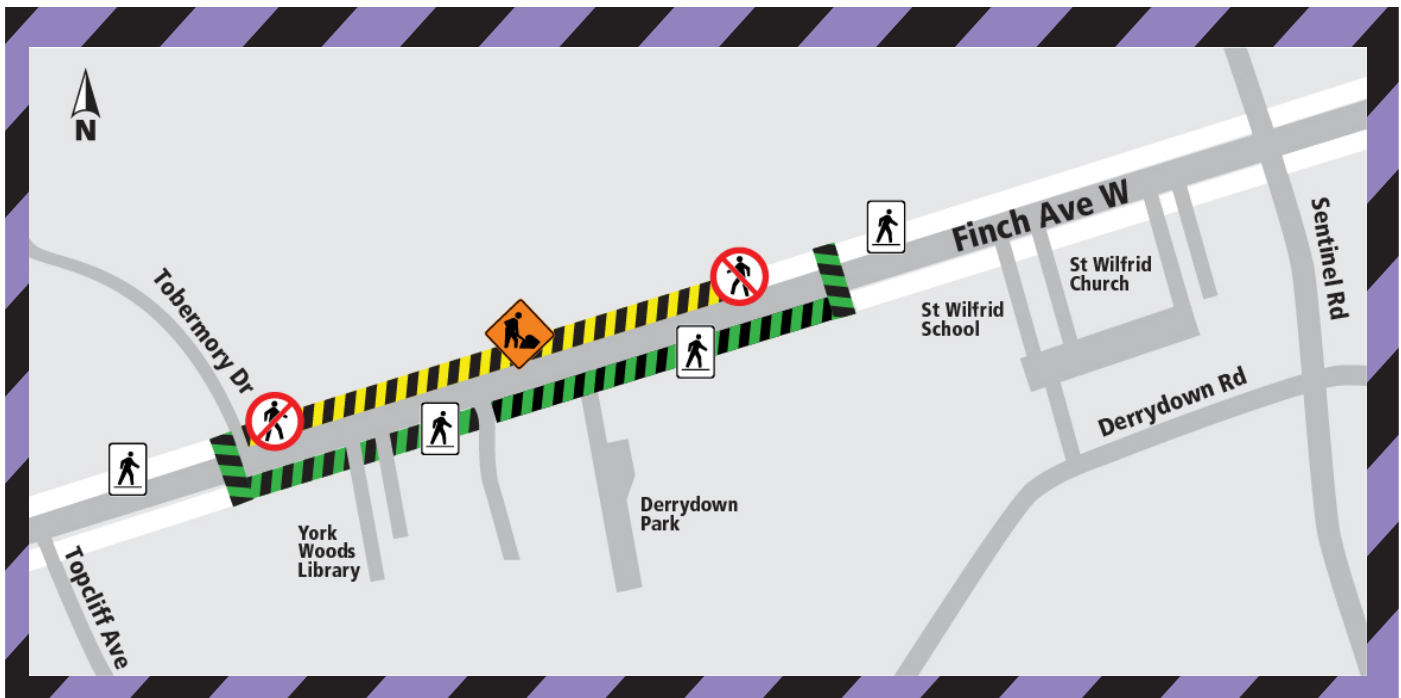 N
Tobermory Dr
Finch Ave W
Sentinel Rd
St Wilfrid
Church
St Wilfrid
School
Derrydown Rd
Derrydown
Park
York
Woods
Library
Topcliff Ave